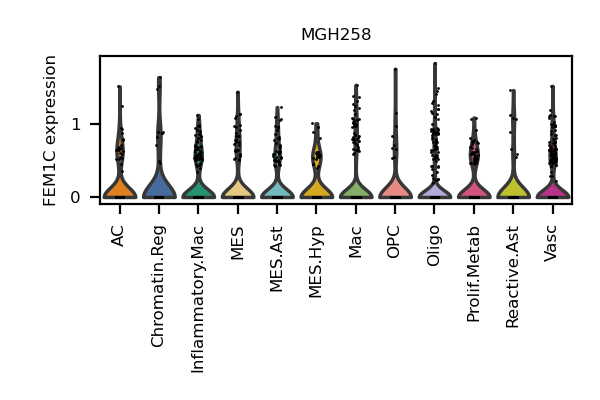 MGH258
FEM1C expression
1
0
AC
Chromatin.Reg
Inflammatory.Mac
MES
MES.Ast
MES.Hyp
Mac
OPC
Oligo
Prolif.Metab
Reactive.Ast
Vasc